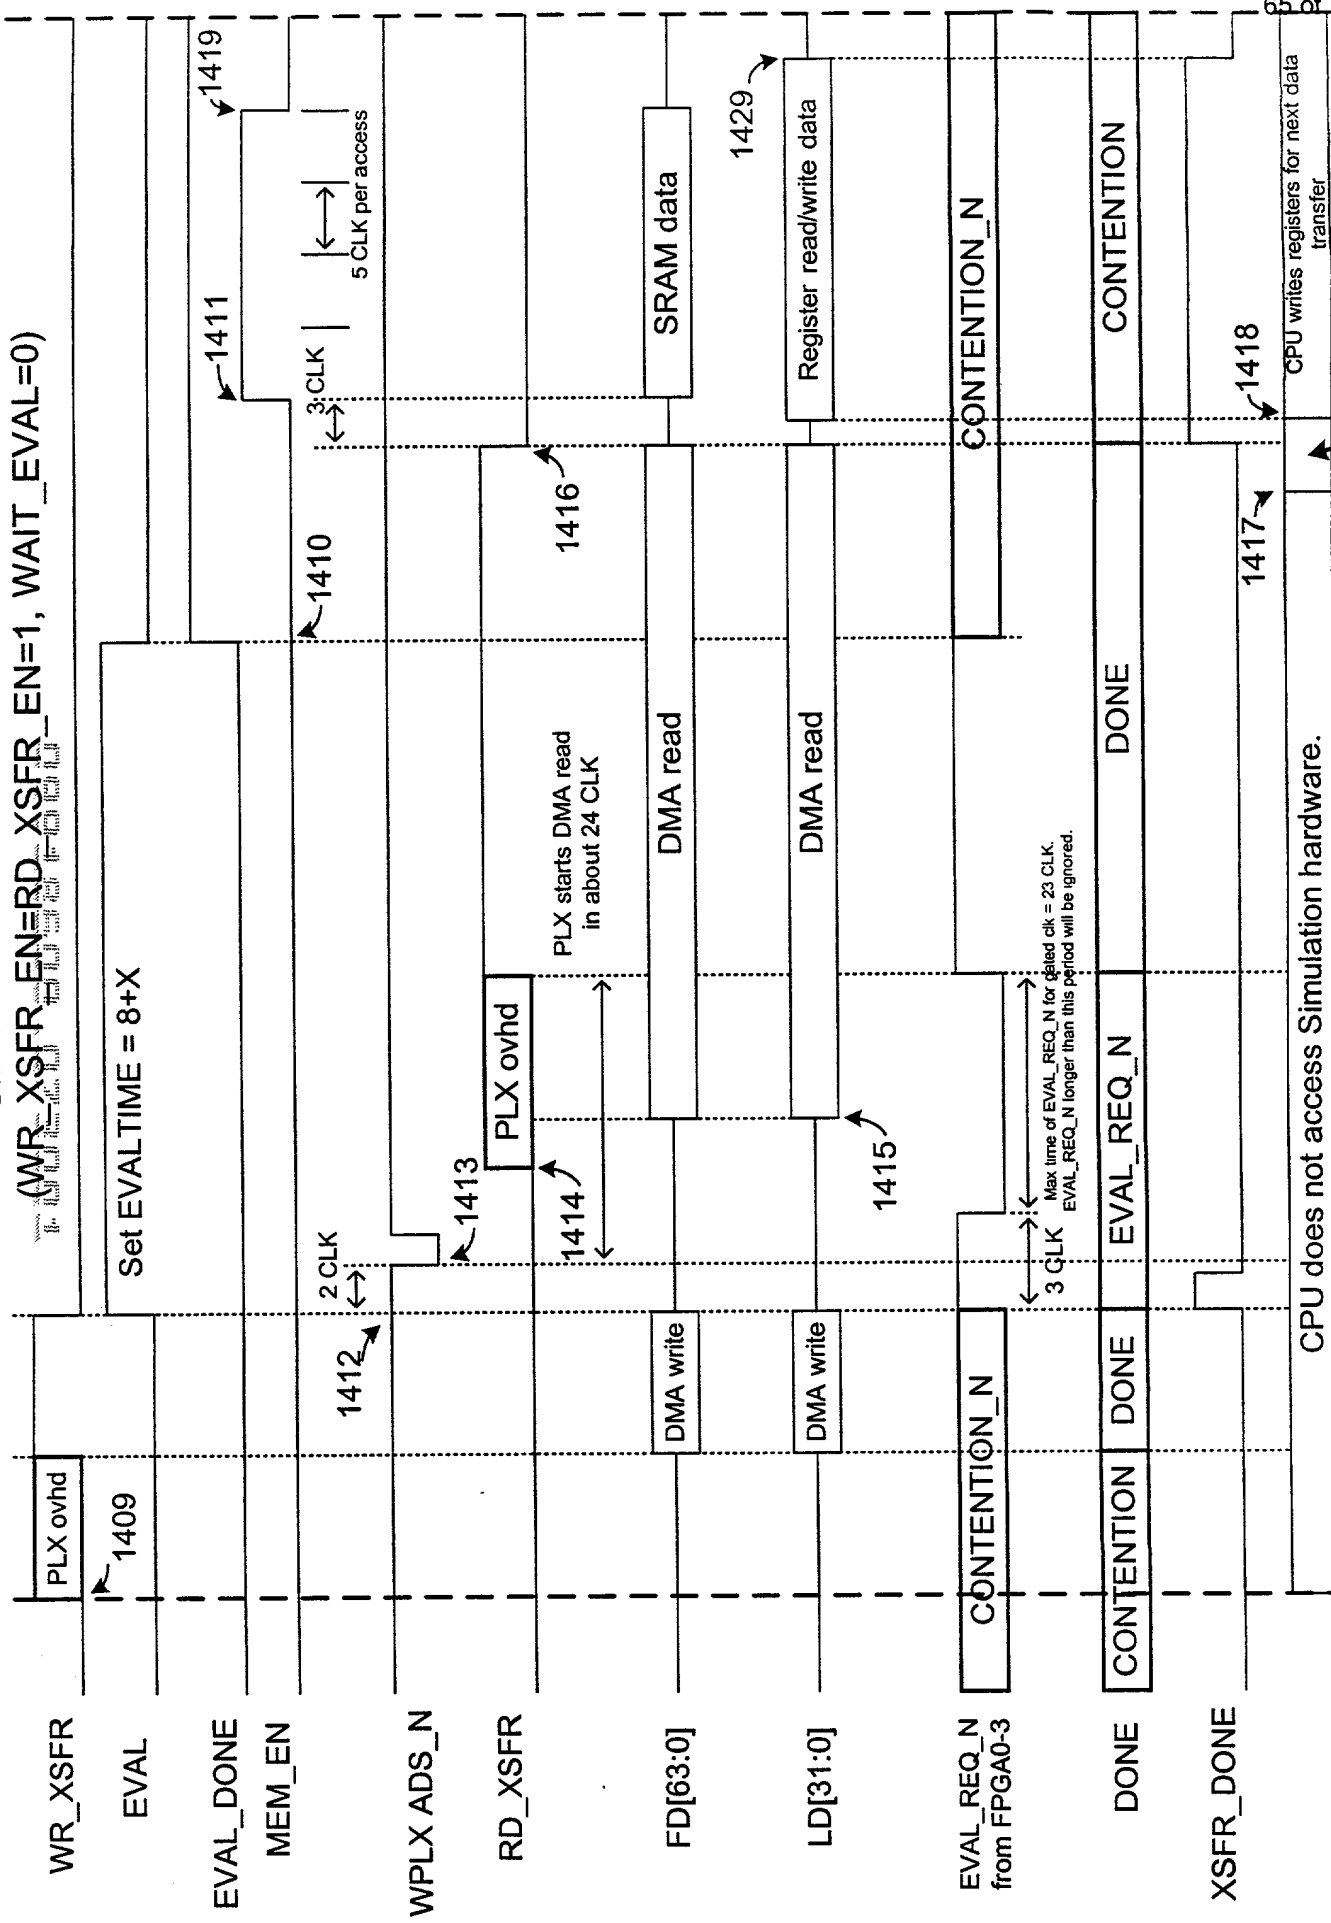 (WR_XSFR_EN=RD_XSFR_EN=1, WAIT_EVAL=0)
WR_XSFR
PLX ovhd
1409
EVAL
Set EVALTIME = 8+X
EVAL_DONE
MEM_EN
1410
1411
1419
3 CLK
5 CLK per access
WPLX ADS_N
1412
2 CLK
1413
RD_XSFR
PLX ovhd
1414
1416
PLX starts DMA read
in about 24 CLK
FD[63:0]
DMA write
DMA read
SRAM data
LD[31:0]
DMA write
DMA read
Register read/write data
1415
1429
EVAL_REQ_N
from FPGA0-3
CONTENTION_N
CONTENTION_N
3 CLK
Max time of EVAL_REQ_N for gated clk = 23 CLK.
EVAL_REQ_N longer than this period will be ignored.
DONE
CONTENTION
DONE
EVAL_REQ_N
DONE
CONTENTION
XSFR_DONE
1417
1418
CPU does not access Simulation hardware.
CPU writes registers for next data
transfer